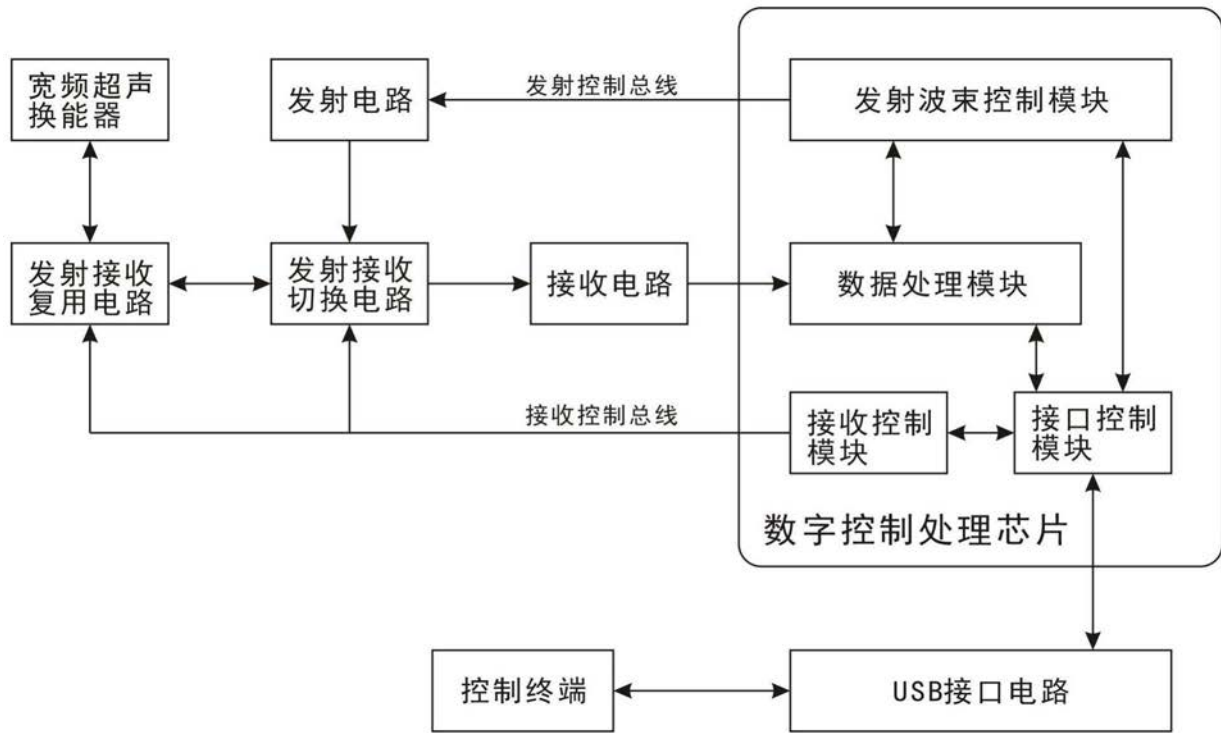 宽频超声
换能器
发射电路
发射控制总线
发射波束控制模块
发射接收
复用电路
发射接收
切换电路
接收电路
数据处理模块
接收控制总线
接收控制
模块
接口控制
模块
数字控制处理芯片
控制终端
USB接口电路